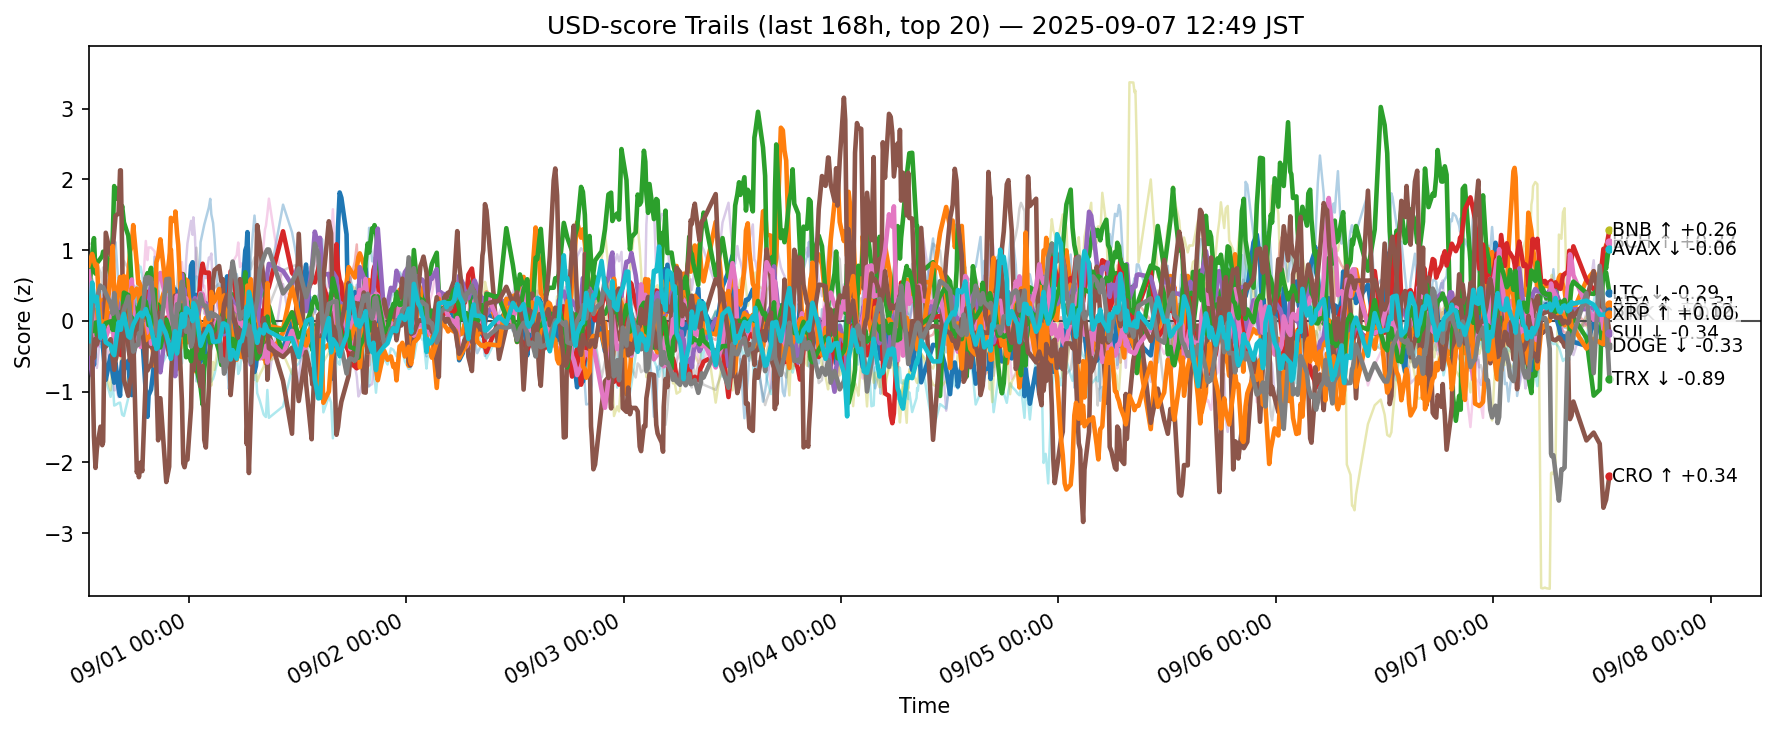 USD-score Trails (last 168h, top 20) — 2025-09-07 12:49 JST
Score (z)
3
2
1
0
−1
−2
−3
BNB ↑ +0.26
AVAX ↓ -0.06
LTC ↓ -0.29
XRP ↑ +0.00
SUI ↓ -0.34
DOGE ↓ -0.33
TRX ↓ -0.89
CRO ↑ +0.34
09/01 00:00
09/02 00:00
09/03 00:00
09/04 00:00
09/05 00:00
09/06 00:00
09/07 00:00
09/08 00:00
Time